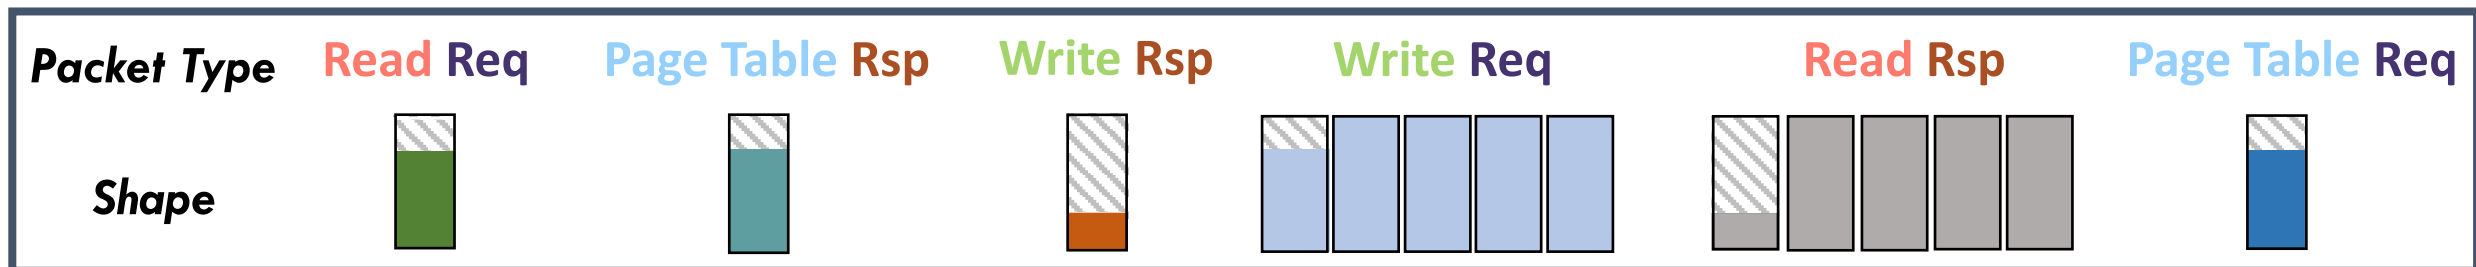 Packet Type Read Req Page Table Rsp Write Rsp Write Req Read Rsp Page Table Req
Shape